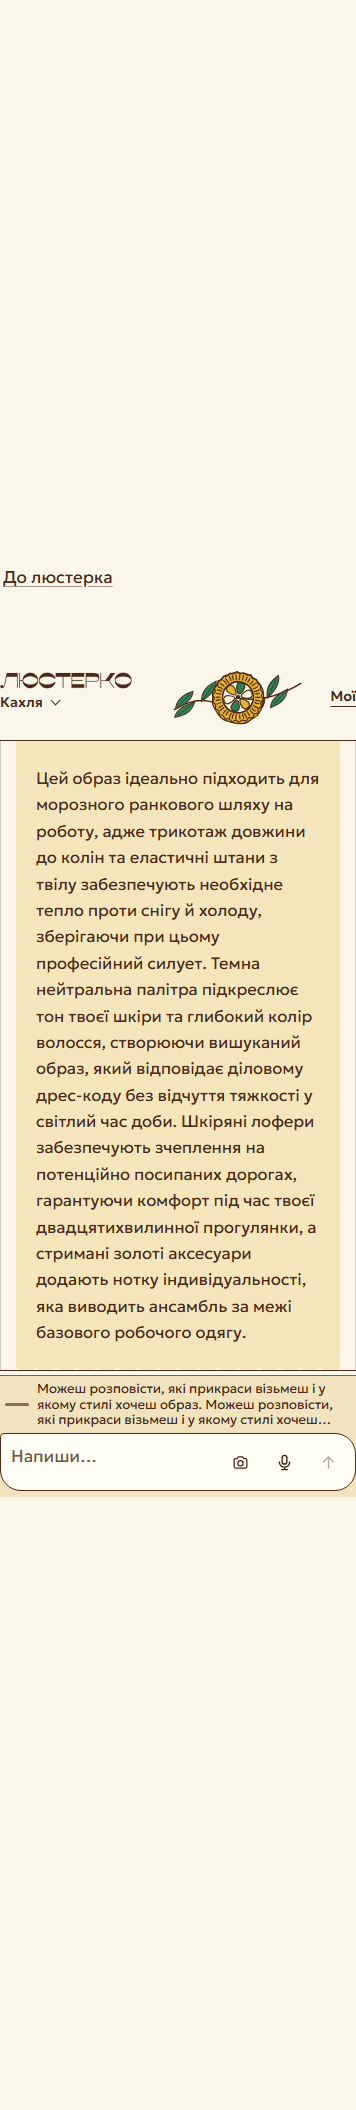 До люстерка
ЛЮСТЕРКО
Кахля
Мої
Цей образ ідеально підходить для
морозного ранкового шляху на
роботу, адже трикотаж довжини
до колін та еластичні штани з
твілу забезпечують необхідне
тепло проти снігу й холоду,
зберігаючи при цьому
професійний силует. Темна
нейтральна палітра підкреслює
тон твоєї шкіри та глибокий колір
волосся, створюючи вишуканий
образ, який відповідає діловому
дрес-коду без відчуття тяжкості у
світлий час доби. Шкіряні лофери
забезпечують зчеплення на
потенційно посипаних дорогах,
гарантуючи комфорт під час твоєї
двадцятихвилинної прогулянки, а
стримані золоті аксесуари
додають нотку індивідуальності,
яка виводить ансамбль за межі
базового робочого одягу.
Можеш розповісти, які прикраси візьмеш і у
якому стилі хочеш образ. Можеш розповісти,
які прикраси візьмеш і у якому стилі хочеш...
Напиши...